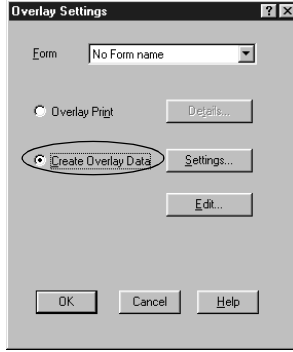 Overlay Settings
Form No Form name
Overlay Print Details...
Create Overlay Data Settings...
Edit...
OK Cancel Help